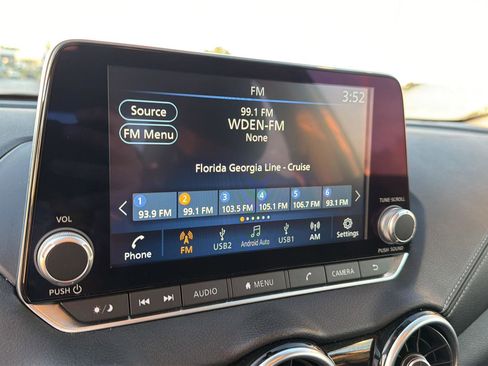 FM
3:52
Source
99.1 FM
WDEN-FM
FM Menu
None
Florida Georgia Line - Cruise
1 2 3 4 5 6
93.9 FM 99.1 FM 103.5 FM 105.1 FM 106.7 FM 93.1 FM
Phone FM USB2 Android Auto USB1 AM Settings
VOL
TUNE·SCROLL
PUSH
PUSH SOUND
AUDIO MENU CAMERA